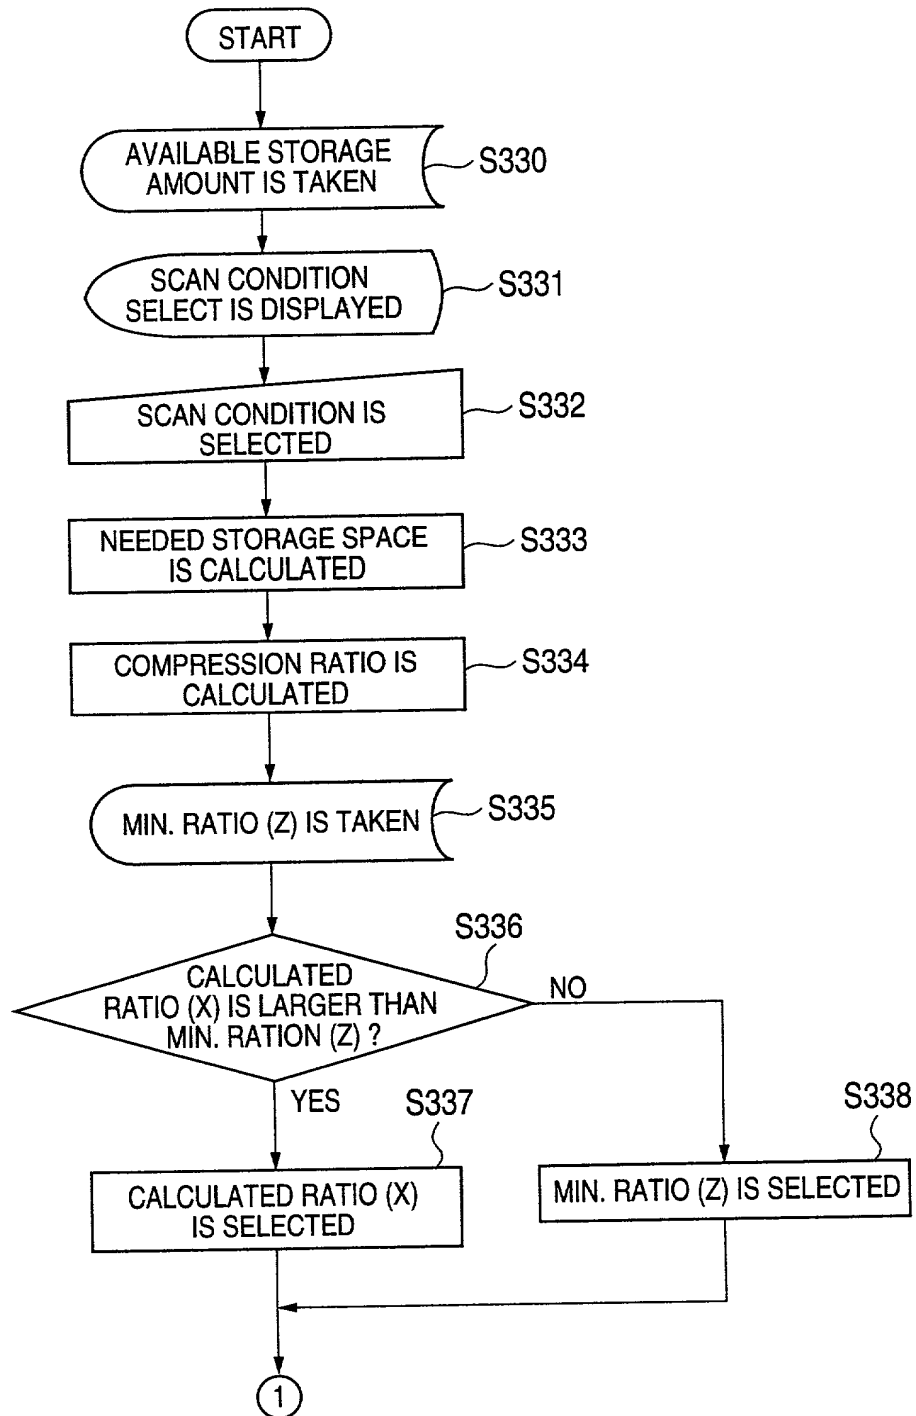 START
AVAILABLE STORAGE
AMOUNT IS TAKEN
S330
SCAN CONDITION
SELECT IS DISPLAYED
S331
SCAN CONDITION IS
SELECTED
S332
NEEDED STORAGE SPACE
IS CALCULATED
S333
COMPRESSION RATIO IS
CALCULATED
S334
MIN. RATIO (Z) IS TAKEN
S335
S336
CALCULATED
RATIO (X) IS LARGER THAN
MIN. RATION (Z) ?
NO
YES
S337
CALCULATED RATIO (X)
IS SELECTED
S338
MIN. RATIO (Z) IS SELECTED
1